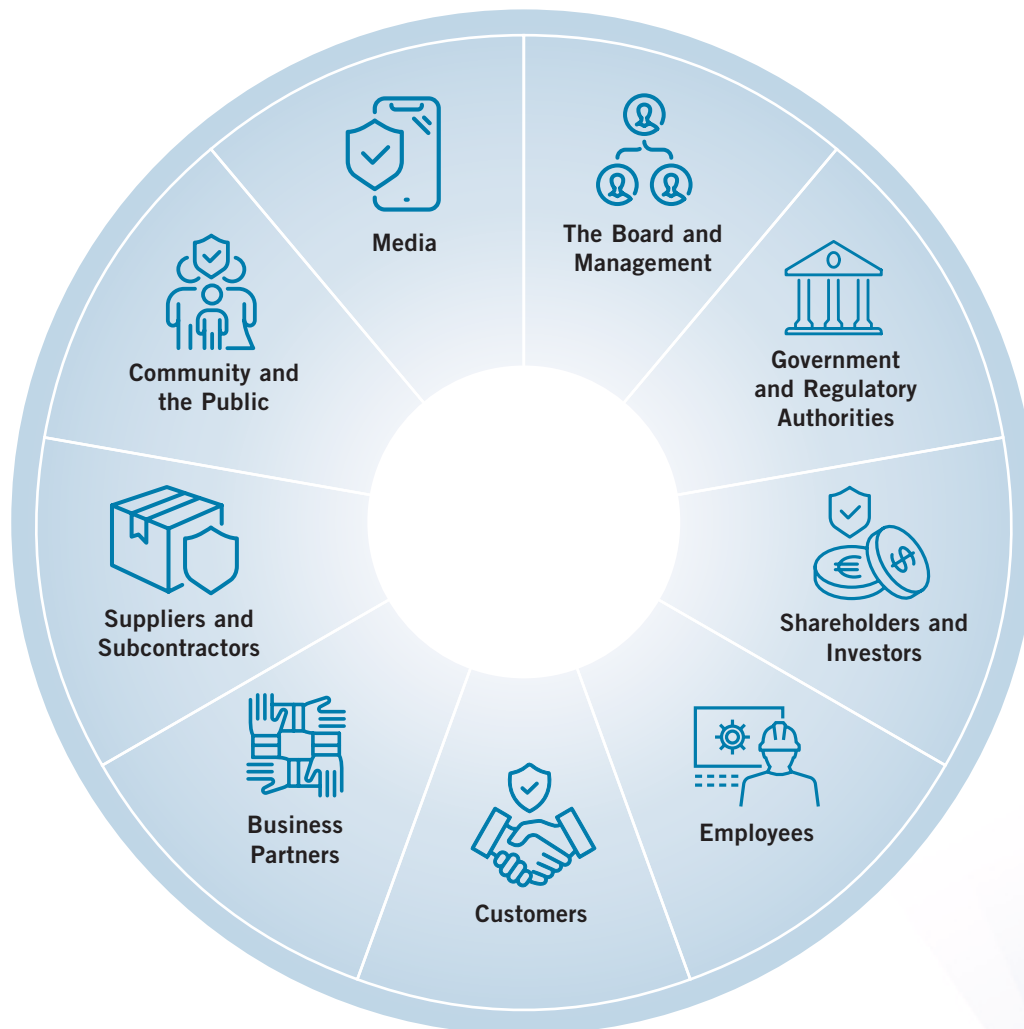 The Board and
Management
Government
and Regulatory
Authorities
Shareholders and
Investors
Employees
Customers
Business
Partners
Suppliers and
Subcontractors
Community and
the Public
Media